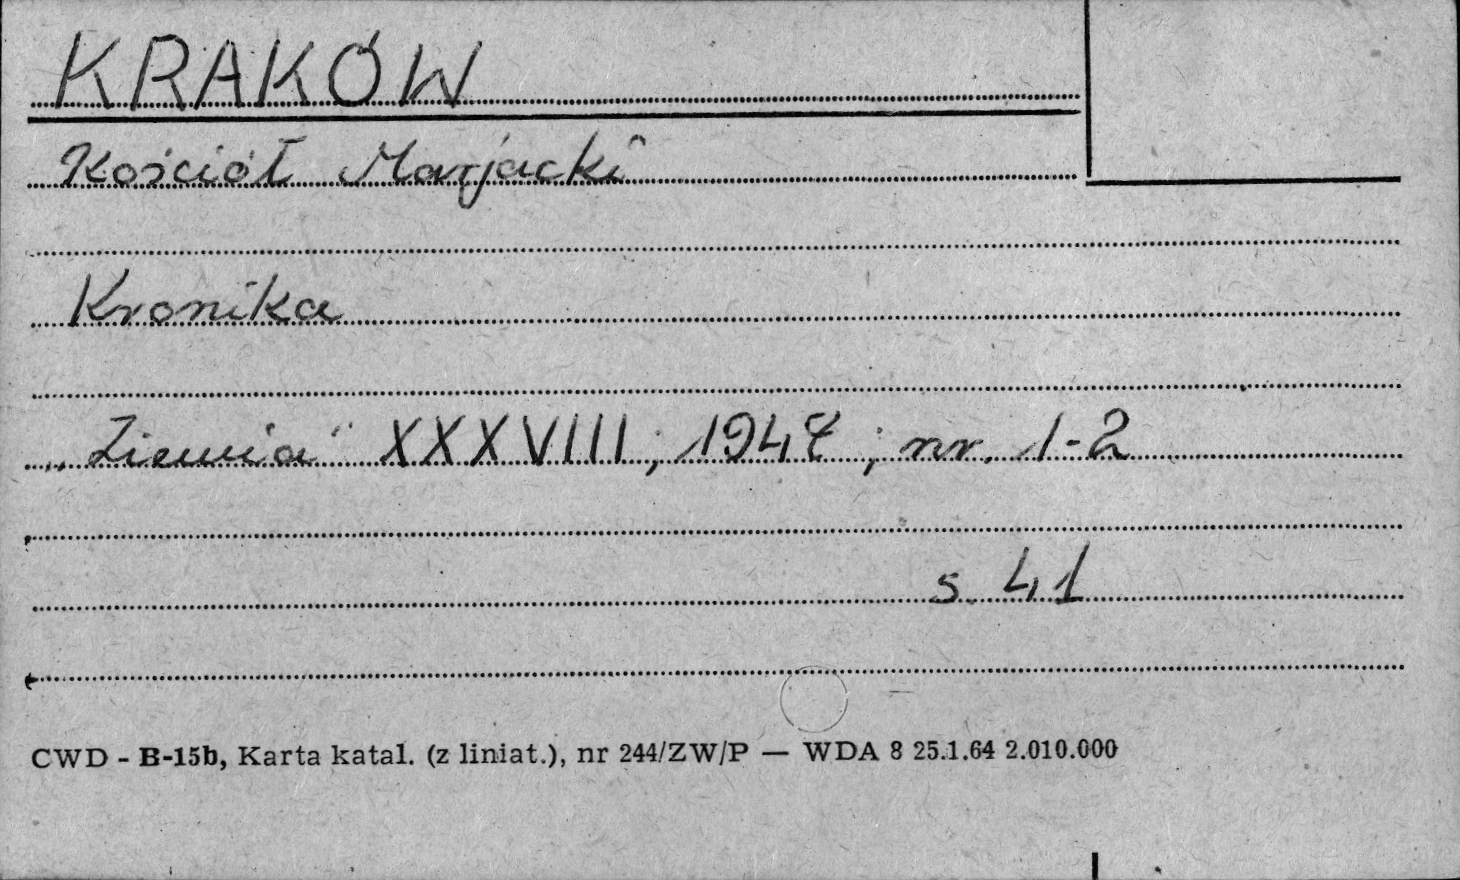 KRAKÓW
Kościół Marjacki
Kronika
„Ziemia" XXXVIII, 1947, nr. 1-2
s. 41
CWD - B-15b, Karta katal. (z liniat.), nr 244/ZW/P — WDA 8 25.1.64 2.010.000